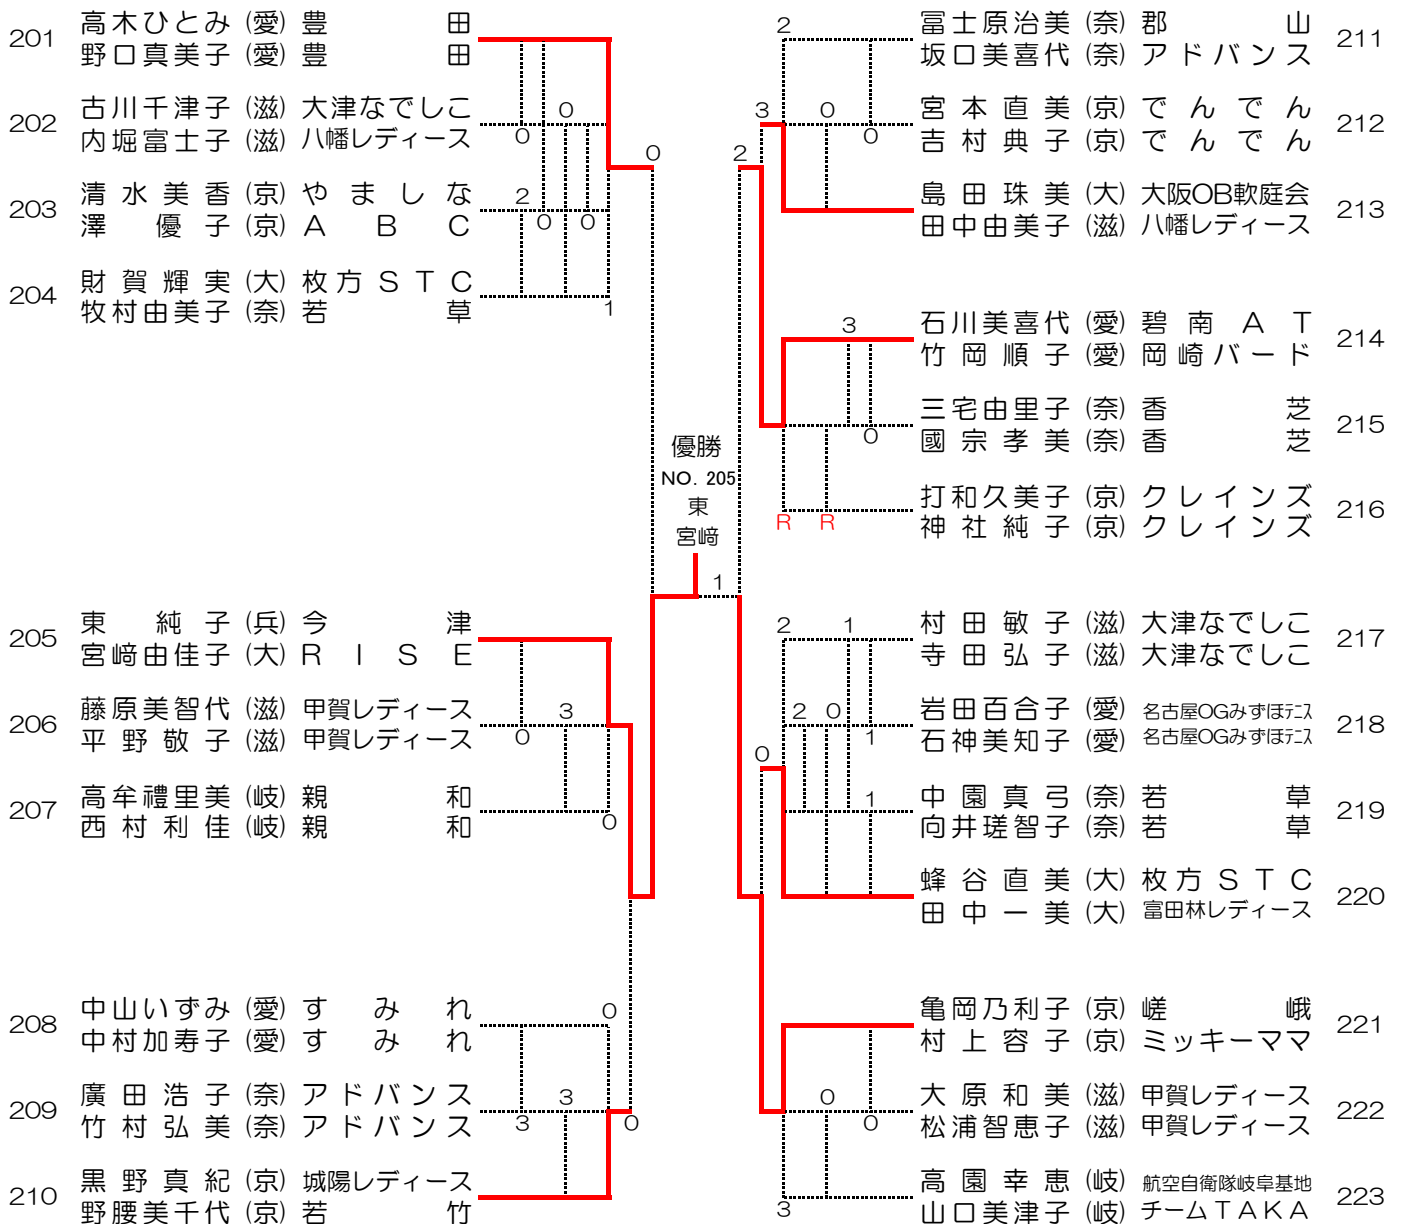 201 高木ひとみ (愛) 豊田
野口真美子 (愛) 豊田
0
202 古川千津子 (滋) 大津なでしこ
内堀富士子 (滋) 八幡レディース
0
0
203 清水美香 (京) やましな
澤優子 (京) ABC
2
0 0
204 財賀輝実 (大) 枚方STC
牧村由美子 (奈) 若草
1
優勝
NO. 205
東
宮﨑
1
205 東純子 (兵) 今津
宮﨑由佳子 (大) RISE
206 藤原美智代 (滋) 甲賀レディース
平野敬子 (滋) 甲賀レディース
3
0
207 高牟禮里美 (岐) 親和
西村利佳 (岐) 親和
0
208 中山いずみ (愛) すみれ
中村加寿子 (愛) すみれ
0
209 廣田浩子 (奈) アドバンス
竹村弘美 (奈) アドバンス
3
3
0
210 黒野真紀 (京) 城陽レディース
野腰美千代 (京) 若竹
2
冨士原治美 (奈) 郡山 211
坂口美喜代 (奈) アドバンス
3 0
2
宮本直美 (京) でんでん 212
吉村典子 (京) でんでん
0
島田珠美 (大) 大阪OB軟庭会 213
田中由美子 (滋) 八幡レディース
3
石川美喜代 (愛) 碧南AT 214
竹岡順子 (愛) 岡崎バード
三宅由里子 (奈) 香芝 215
國宗孝美 (奈) 香芝
0
打和久美子 (京) クレインズ 216
神社純子 (京) クレインズ
R R
2 1
村田敏子 (滋) 大津なでしこ 217
寺田弘子 (滋) 大津なでしこ
2 0
岩田百合子 (愛) 名古屋OGみずほテニス 218
石神美知子 (愛) 名古屋OGみずほテニス
1
0
1
中園真弓 (奈) 若草 219
向井瑳智子 (奈) 若草
蜂谷直美 (大) 枚方STC 220
田中一美 (大) 富田林レディース
亀岡乃利子 (京) 嵯峨 221
村上容子 (京) ミッキーママ
0
大原和美 (滋) 甲賀レディース 222
松浦智恵子 (滋) 甲賀レディース
0
高園幸恵 (岐) 航空自衛隊岐阜基地 223
山口美津子 (岐) チームTAKA
3